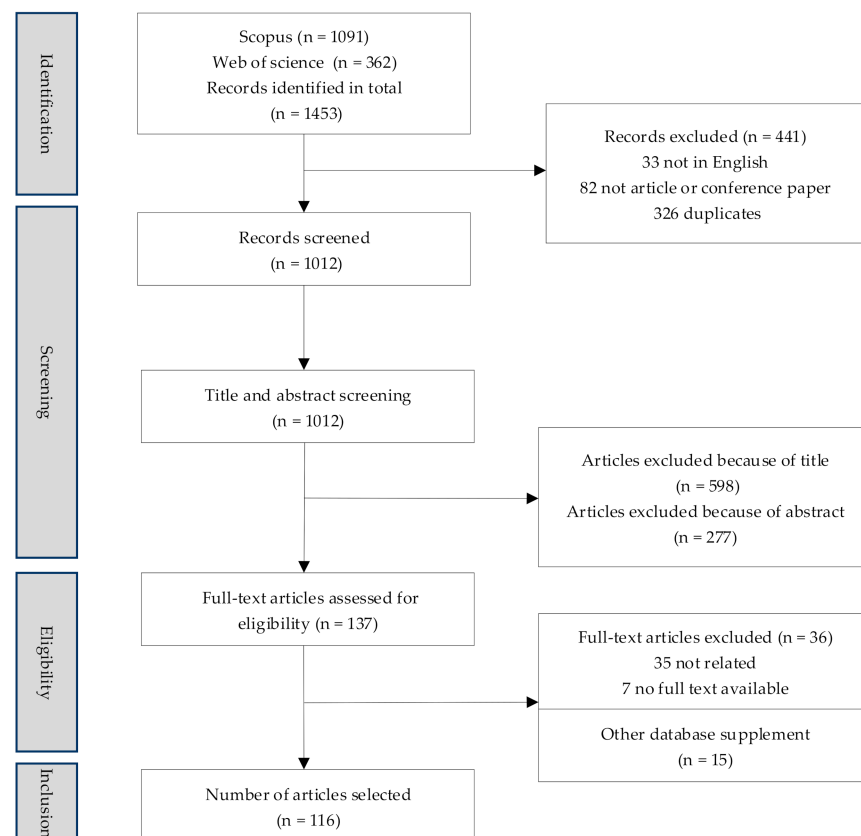 Identification
Scopus (n = 1091)
Web of science (n = 362)
Records identified in total
(n = 1453)
Records excluded (n = 441)
33 not in English
82 not article or conference paper
326 duplicates
Screening
Records screened
(n = 1012)
Title and abstract screening
(n = 1012)
Articles excluded because of title
(n = 598)
Articles excluded because of abstract
(n = 277)
Eligibility
Full-text articles assessed for
eligibility (n = 137)
Full-text articles excluded (n = 36)
35 not related
7 no full text available
Other database supplement
(n = 15)
Inclusion
Number of articles selected
(n = 116)